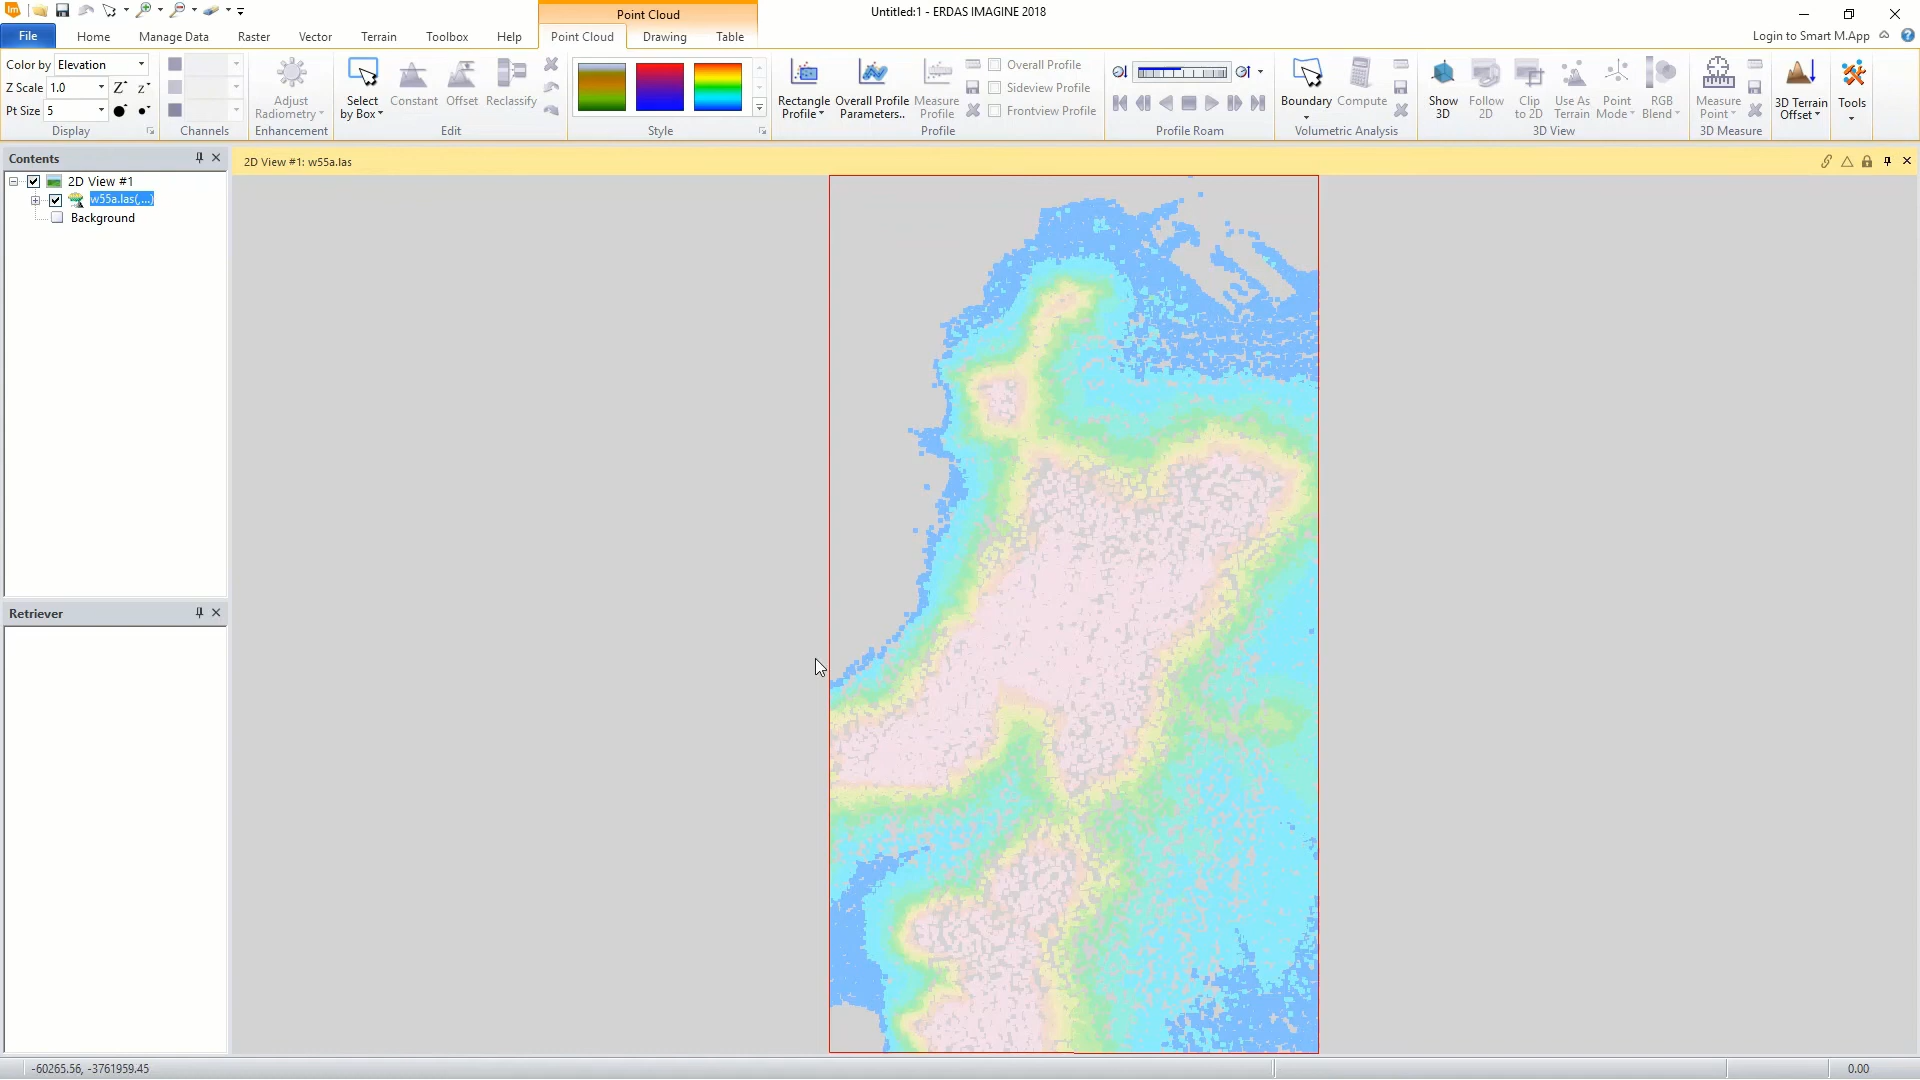 Point Cloud
Untitled:1 - ERDAS IMAGINE 2018
File
Home
Manage Data
Raster
Vector
Terrain
Toolbox
Help
Point Cloud
Drawing
Table
Login to Smart M.App
Color by Elevation
Z Scale 1.0
Pt Size 5
Display
Channels
Adjust
Radiometry
Enhancement
Select
by Box
Constant
Offset
Reclassify
Edit
Style
Rectangle
Profile
Overall Profile
Parameters..
Measure
Profile
Overall Profile
Sideview Profile
Frontview Profile
Profile
Profile Roam
Boundary
Compute
Volumetric Analysis
Show
3D
Follow
2D
Clip
to 2D
Use As
Terrain
Point
Mode
RGB
Blend
3D View
Measure
Point
3D Measure
3D Terrain
Offset
Tools
Contents
2D View #1
w55a.las(,...)
Background
Retriever
2D View #1: w55a.las
-60265.56, -3761959.45
0.00